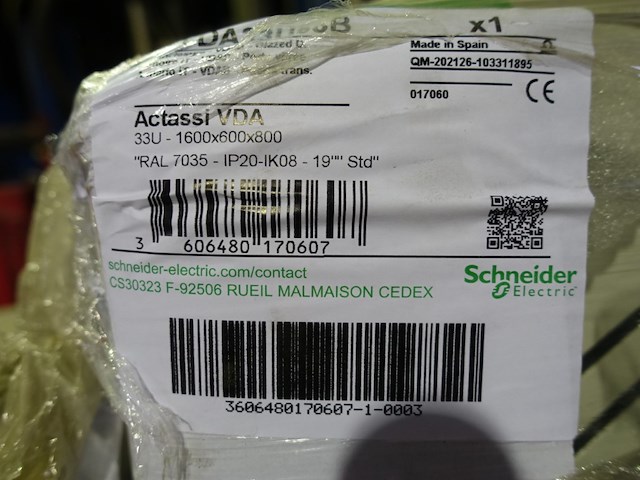 x1
Made in Spain
QM-202126-103311895
017060
CE
Actassi VDA
33U - 1600x600x800
"RAL 7035 - IP20-IK08 - 19"" Std"
3 606480 170607
schneider-electric.com/contact
CS30323 F-92506 RUEIL MALMAISON CEDEX
Schneider
Electric
3606480170607-1-0003